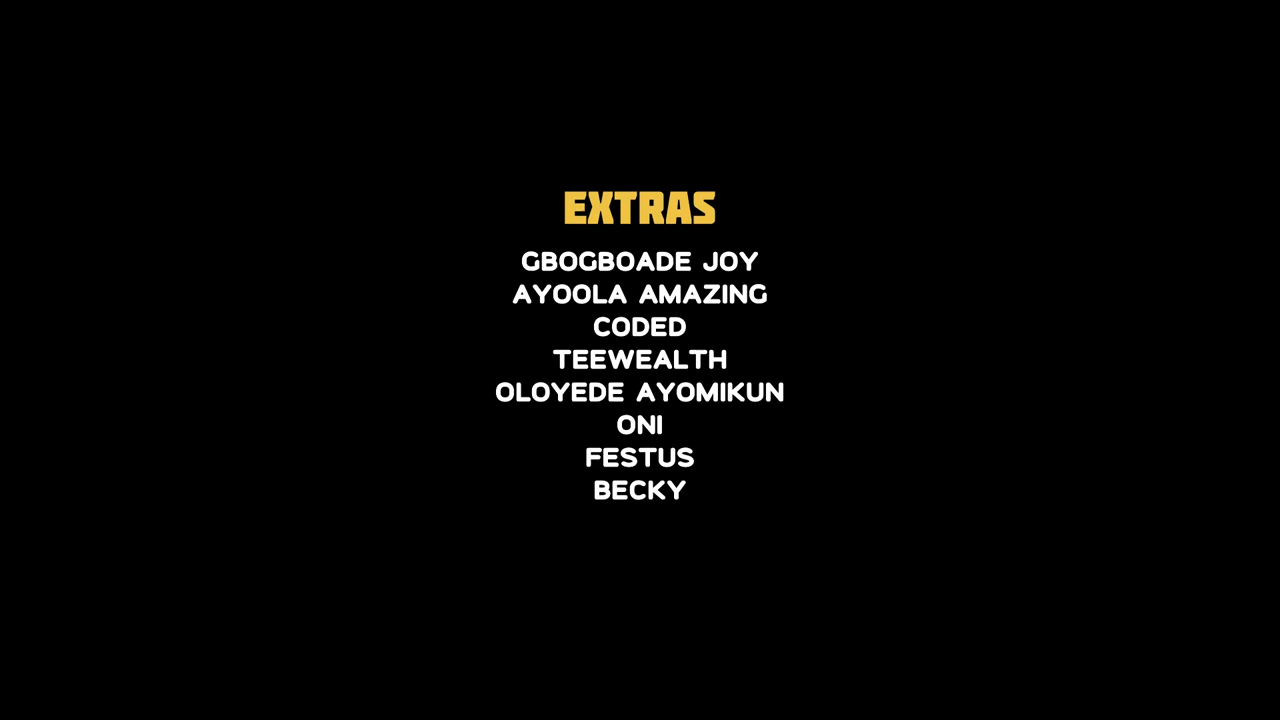 EXTRAS
GBOGBOADE JOY
AYOOLA AMAZING
CODED
TEEWEALTH
OLOYEDE AYOMIKUN
ONI
FESTUS
BECKY